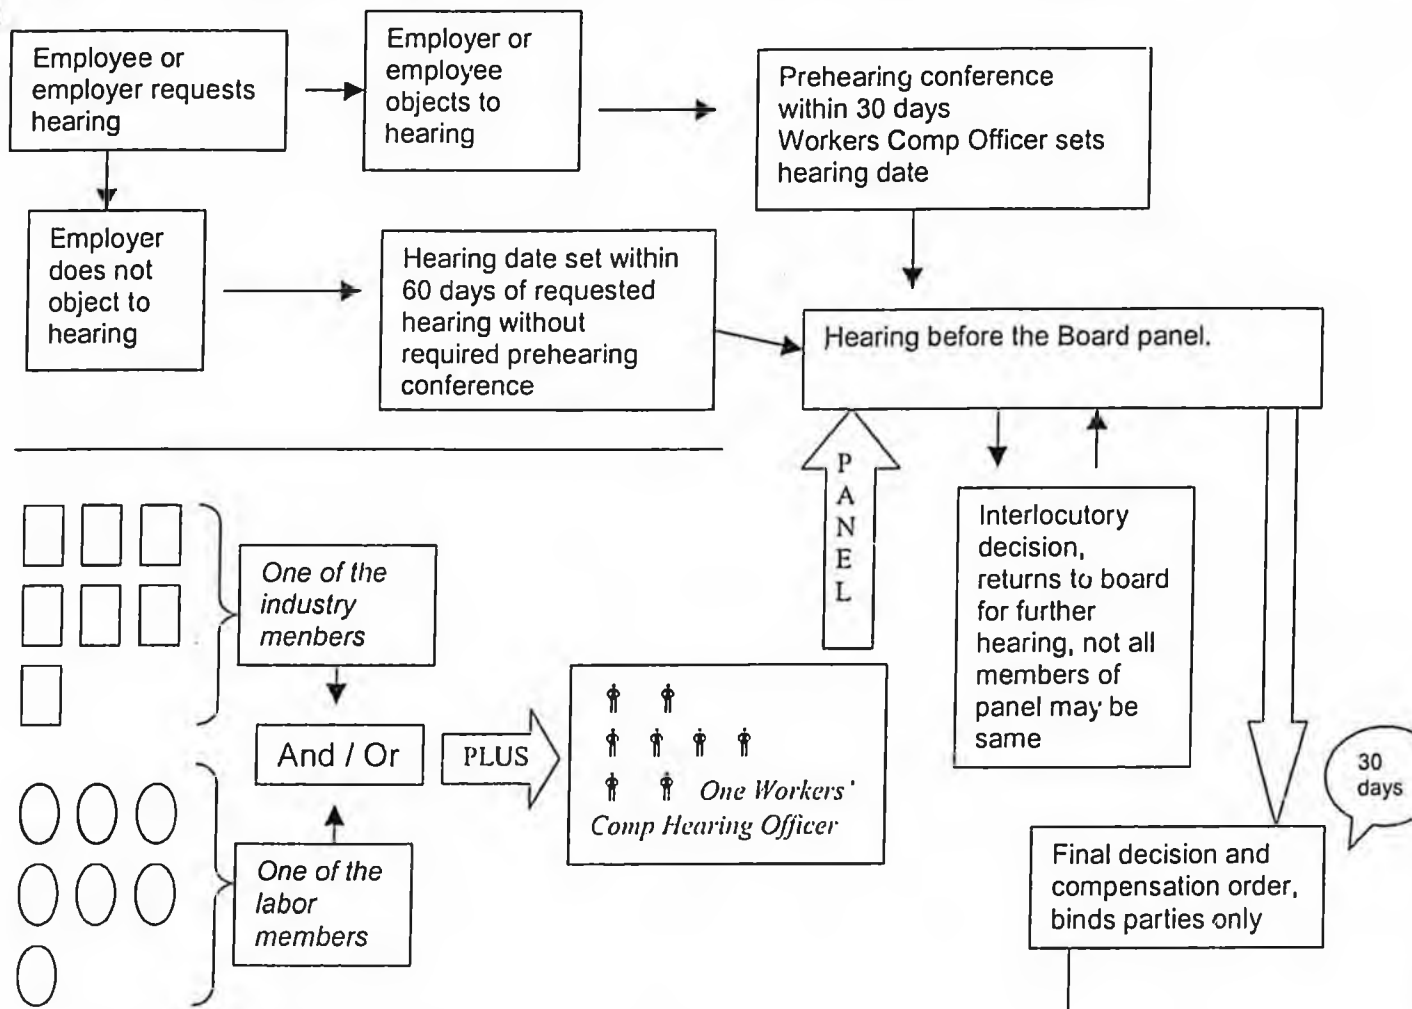 Employee or
employer requests
hearing
Employer or
employee
objects to
hearing
Prehearing conference
within 30 days
Workers Comp Officer sets
hearing date
Employer
does not
object to
hearing
Hearing date set within
60 days of requested
hearing without
required prehearing
conference
Hearing before the Board panel.
P
A
N
E
L
Interlocutory
decision,
returns to board
for further
hearing, not all
members of
panel may be
same
One of the
industry
menbers
And / Or
PLUS
One Workers'
Comp Hearing Officer
One of the
labor
members
30
days
Final decision and
compensation order,
binds parties only